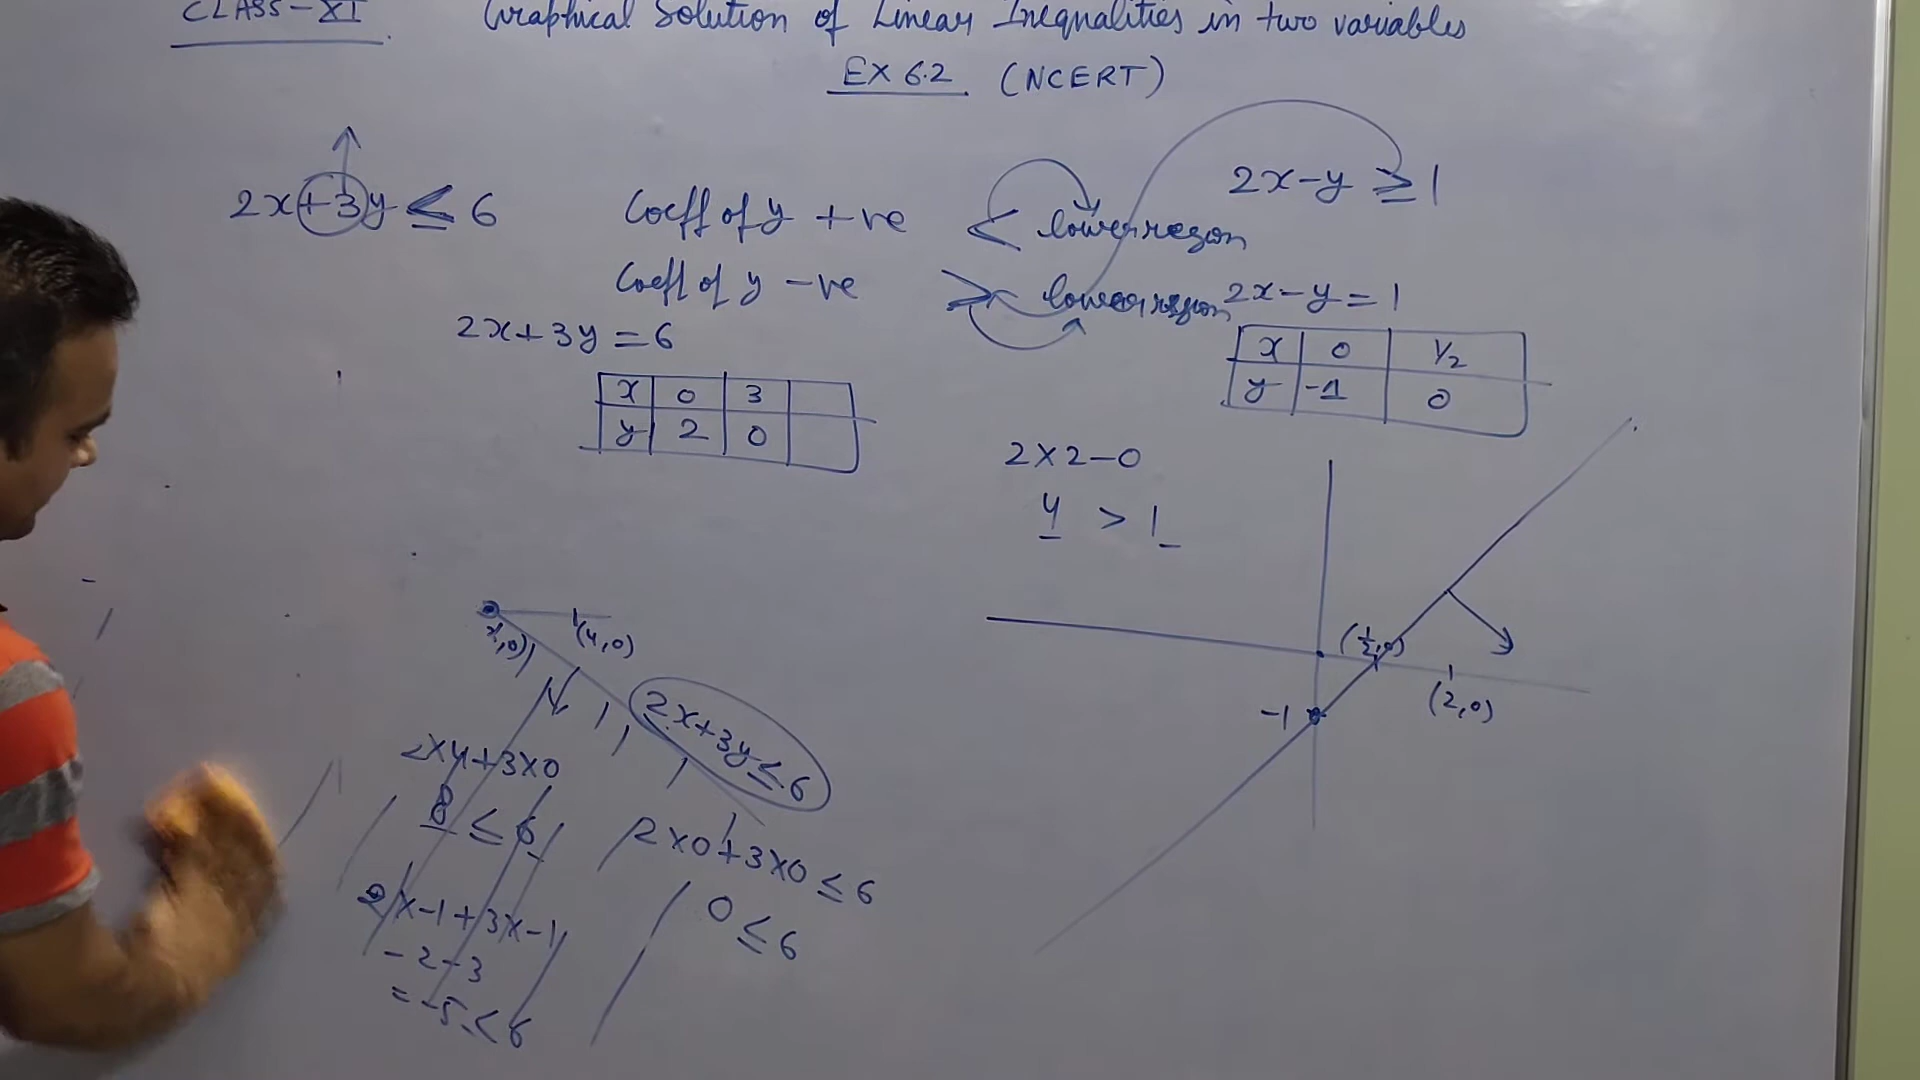 CLASS-XI
Graphical Solution of Linear Inequalities in two variables
EX 6.2 (NCERT)
2x+3y ≤ 6
Coeff of y +ve < lower region
Coeff of y -ve > lower region
2x+3y = 6
x 0 3
y 2 0
2x-y ≥ 1
2x-y = 1
x 0 1/2
y -1 0
2×2-0
4 > 1
(1/2,0)
(2,0)
-1
(4,0)
2x+3y≤6
2×4+3×0
8 ≤ 6
2×-1+3×-1
-2-3
=-5≤6
2×0+3×0≤6
0≤6